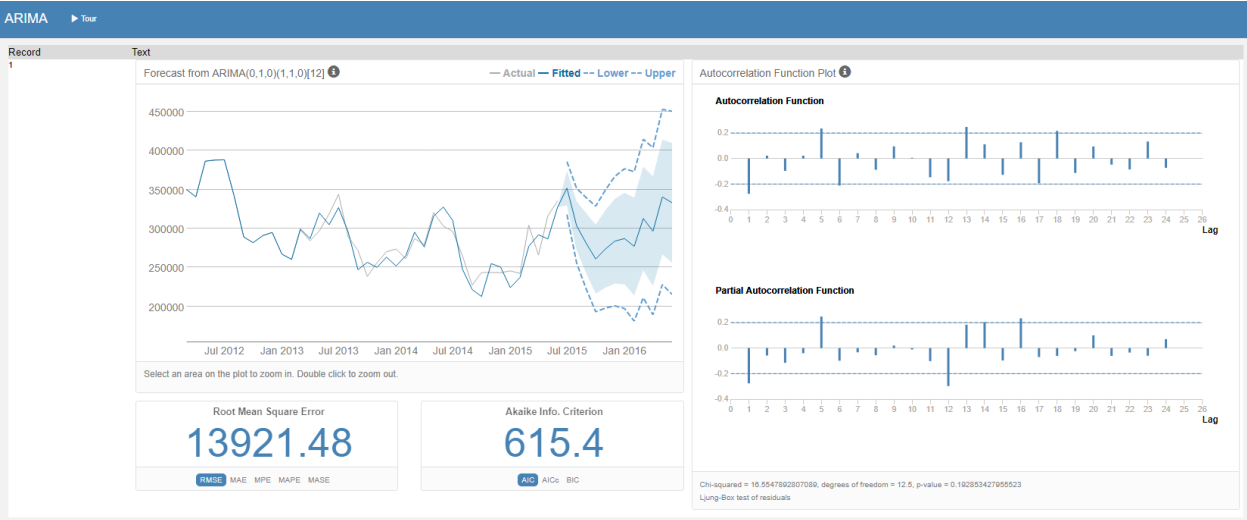 ARIMA ▶ Tour
Record Text
1
Forecast from ARIMA(0,1,0)(1,1,0)[12]
Actual Fitted Lower Upper
450000
400000
350000
300000
250000
200000
Jul 2012 Jan 2013 Jul 2013 Jan 2014 Jul 2014 Jan 2015 Jul 2015 Jan 2016
Select an area on the plot to zoom in. Double click to zoom out.
Root Mean Square Error
13921.48
RMSE MAE MPE MAPE MASE
Akaike Info. Criterion
615.4
AIC AICc BIC
Autocorrelation Function Plot
Autocorrelation Function
0.2
0.0
-0.2
-0.4
0 1 2 3 4 5 6 7 8 9 10 11 12 13 14 15 16 17 18 19 20 21 22 23 24 25 26
Lag
Partial Autocorrelation Function
0.2
0.0
-0.2
-0.4
0 1 2 3 4 5 6 7 8 9 10 11 12 13 14 15 16 17 18 19 20 21 22 23 24 25 26
Lag
Chi-squared = 16.5547892807089, degrees of freedom = 12.5, p-value = 0.192853427955523
Ljung-Box test of residuals